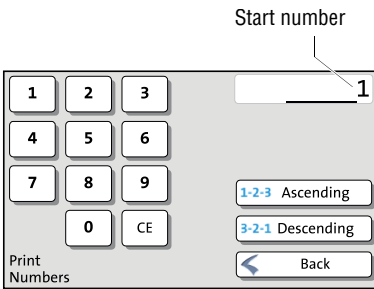 Start number
1
1 2 3
4 5 6
7 8 9
1-2-3 Ascending
0 CE
3-2-1 Descending
Print
Numbers
Back